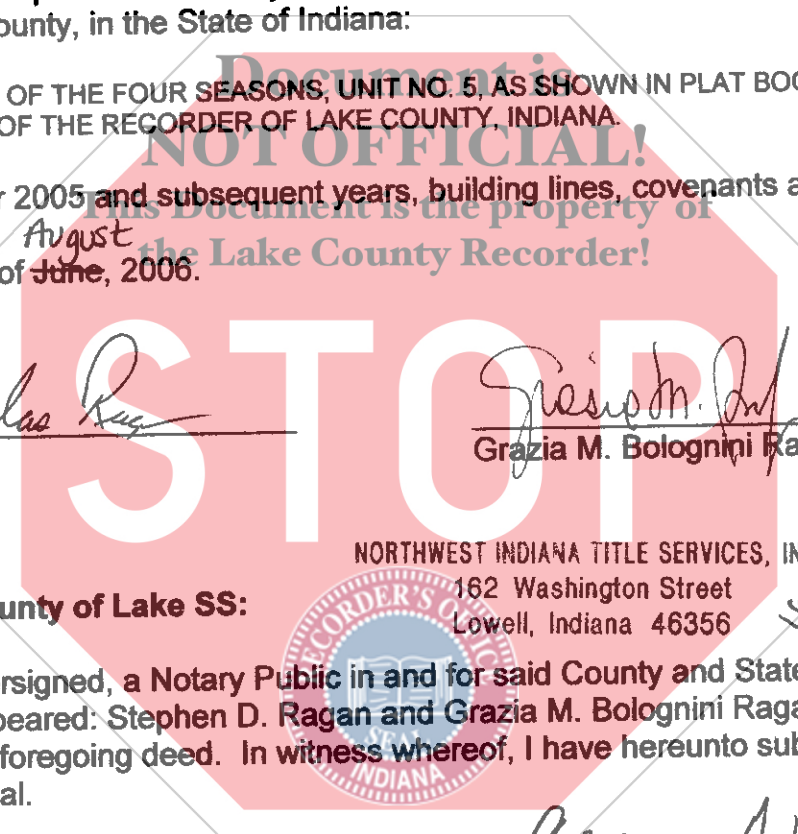 ounty, in the State of Indiana:
Document is
OF THE FOUR SEASONS, UNIT NO. 5, AS SHOWN IN PLAT BOO
OF THE RECORDER OF LAKE COUNTY, INDIANA.
NOT OFFICIAL!
2005 and subsequent years, building lines, covenants a
This Document is the property of
August
the Lake County Recorder!
of June, 2006.
STOP
Grazia M. Bolognini Ra
NORTHWEST INDIANA TITLE SERVICES, IN
162 Washington Street
Lowell, Indiana 46356
unty of Lake SS:
RECORDER'S OFFICE
rsigned, a Notary Public in and for said County and State
peared: Stephen D. Ragan and Grazia M. Bolognini Raga
foregoing deed. In witness whereof, I have hereunto sub
SEAL
INDIANA
al.